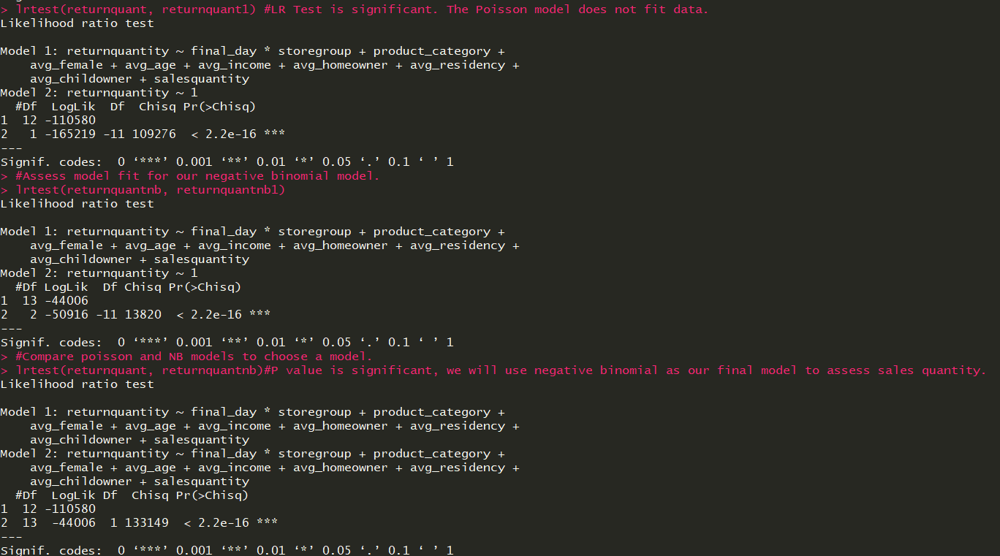 > lrtest(returnquant, returnquant1) #LR Test is significant. The Poisson model does not fit data.
Likelihood ratio test
Model 1: returnquantity ~ final_day * storegroup + product_category +
    avg_female + avg_age + avg_income + avg_homeowner + avg_residency +
    avg_childowner + salesquantity
Model 2: returnquantity ~ 1
  #Df  LogLik  Df  Chisq Pr(>Chisq)
1  12 -110580
2   1 -165219 -11 109276  < 2.2e-16 ***
---
Signif. codes:  0 ‘***’ 0.001 ‘**’ 0.01 ‘*’ 0.05 ‘.’ 0.1 ‘ ’ 1
> #Assess model fit for our negative binomial model.
> lrtest(returnquantnb, returnquantnb1)
Likelihood ratio test
Model 1: returnquantity ~ final_day * storegroup + product_category +
    avg_female + avg_age + avg_income + avg_homeowner + avg_residency +
    avg_childowner + salesquantity
Model 2: returnquantity ~ 1
  #Df LogLik  Df Chisq Pr(>Chisq)
1  13 -44006
2   2 -50916 -11 13820  < 2.2e-16 ***
---
Signif. codes:  0 ‘***’ 0.001 ‘**’ 0.01 ‘*’ 0.05 ‘.’ 0.1 ‘ ’ 1
> #Compare poisson and NB models to choose a model.
> lrtest(returnquant, returnquantnb)#P value is significant, we will use negative binomial as our final model to assess sales quantity.
Likelihood ratio test
Model 1: returnquantity ~ final_day * storegroup + product_category +
    avg_female + avg_age + avg_income + avg_homeowner + avg_residency +
    avg_childowner + salesquantity
Model 2: returnquantity ~ final_day * storegroup + product_category +
    avg_female + avg_age + avg_income + avg_homeowner + avg_residency +
    avg_childowner + salesquantity
  #Df  LogLik Df  Chisq Pr(>Chisq)
1  12 -110580
2  13  -44006  1 133149  < 2.2e-16 ***
---
Signif. codes:  0 ‘***’ 0.001 ‘**’ 0.01 ‘*’ 0.05 ‘.’ 0.1 ‘ ’ 1